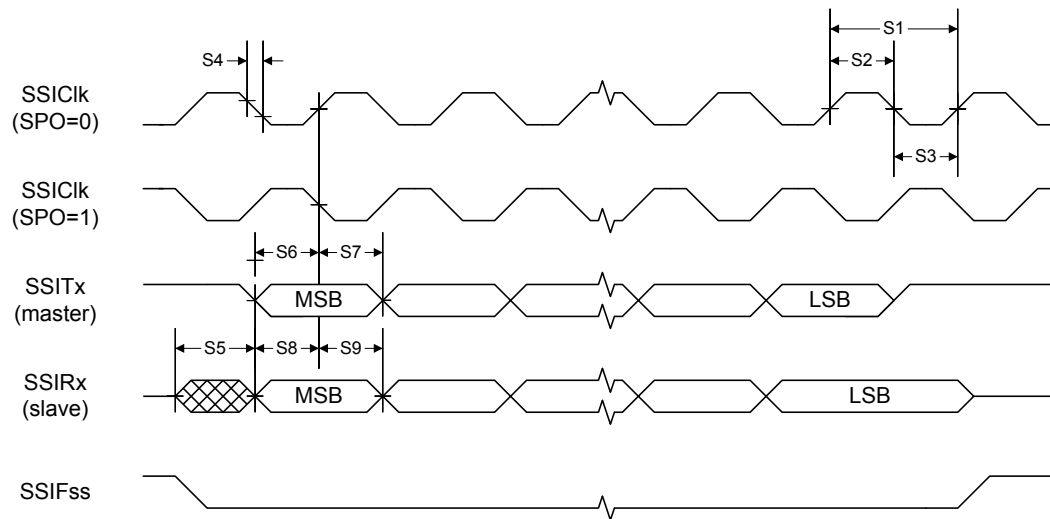 S1
S4
S2
SSIClk
(SPO=0)
S3
SSIClk
(SPO=1)
S6
S7
SSITx
(master)
MSB
LSB
S5
S8
S9
SSIRx
(slave)
MSB
LSB
SSIFss